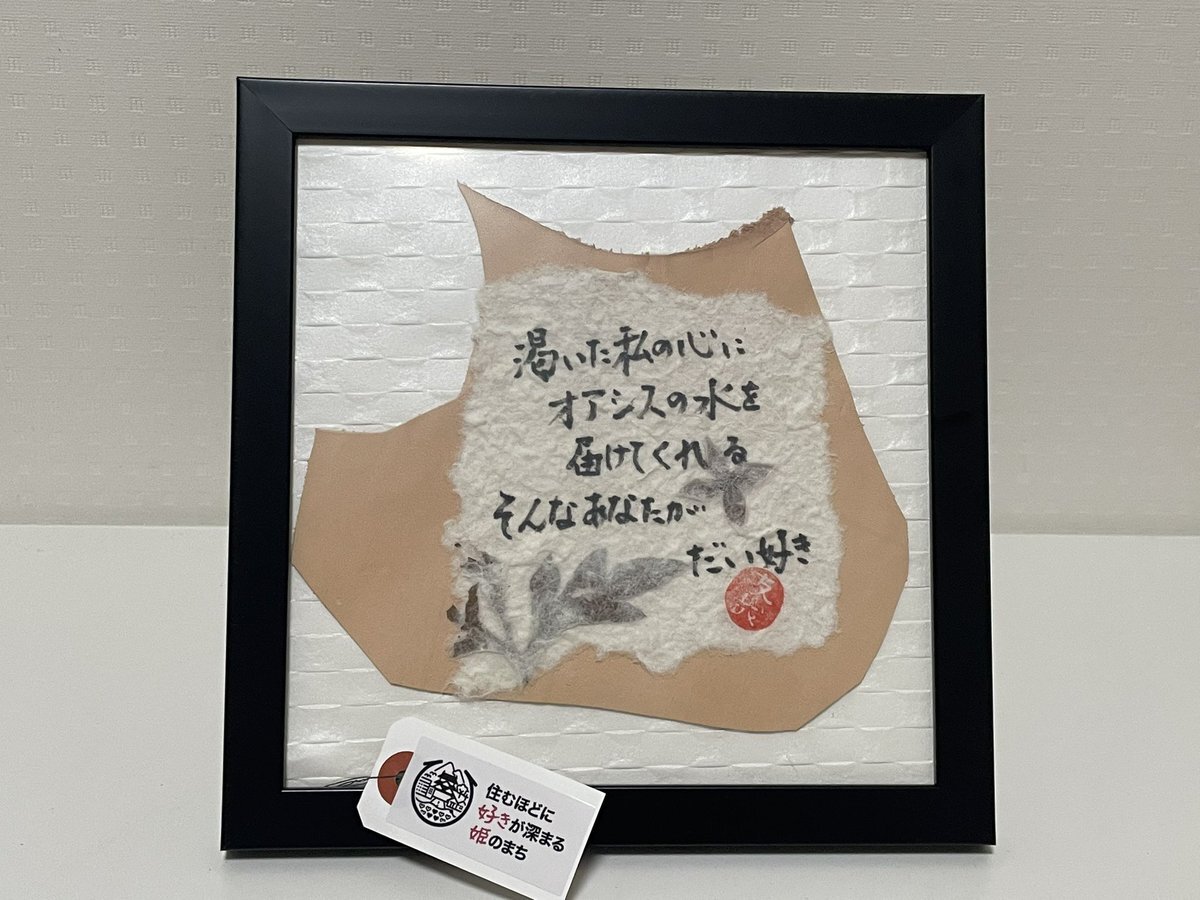 渇いた私の心に
オアシスの水を
届けてくれる
そんなあなたが
だい好き
住むほどに
好きが深まる
姫のまち